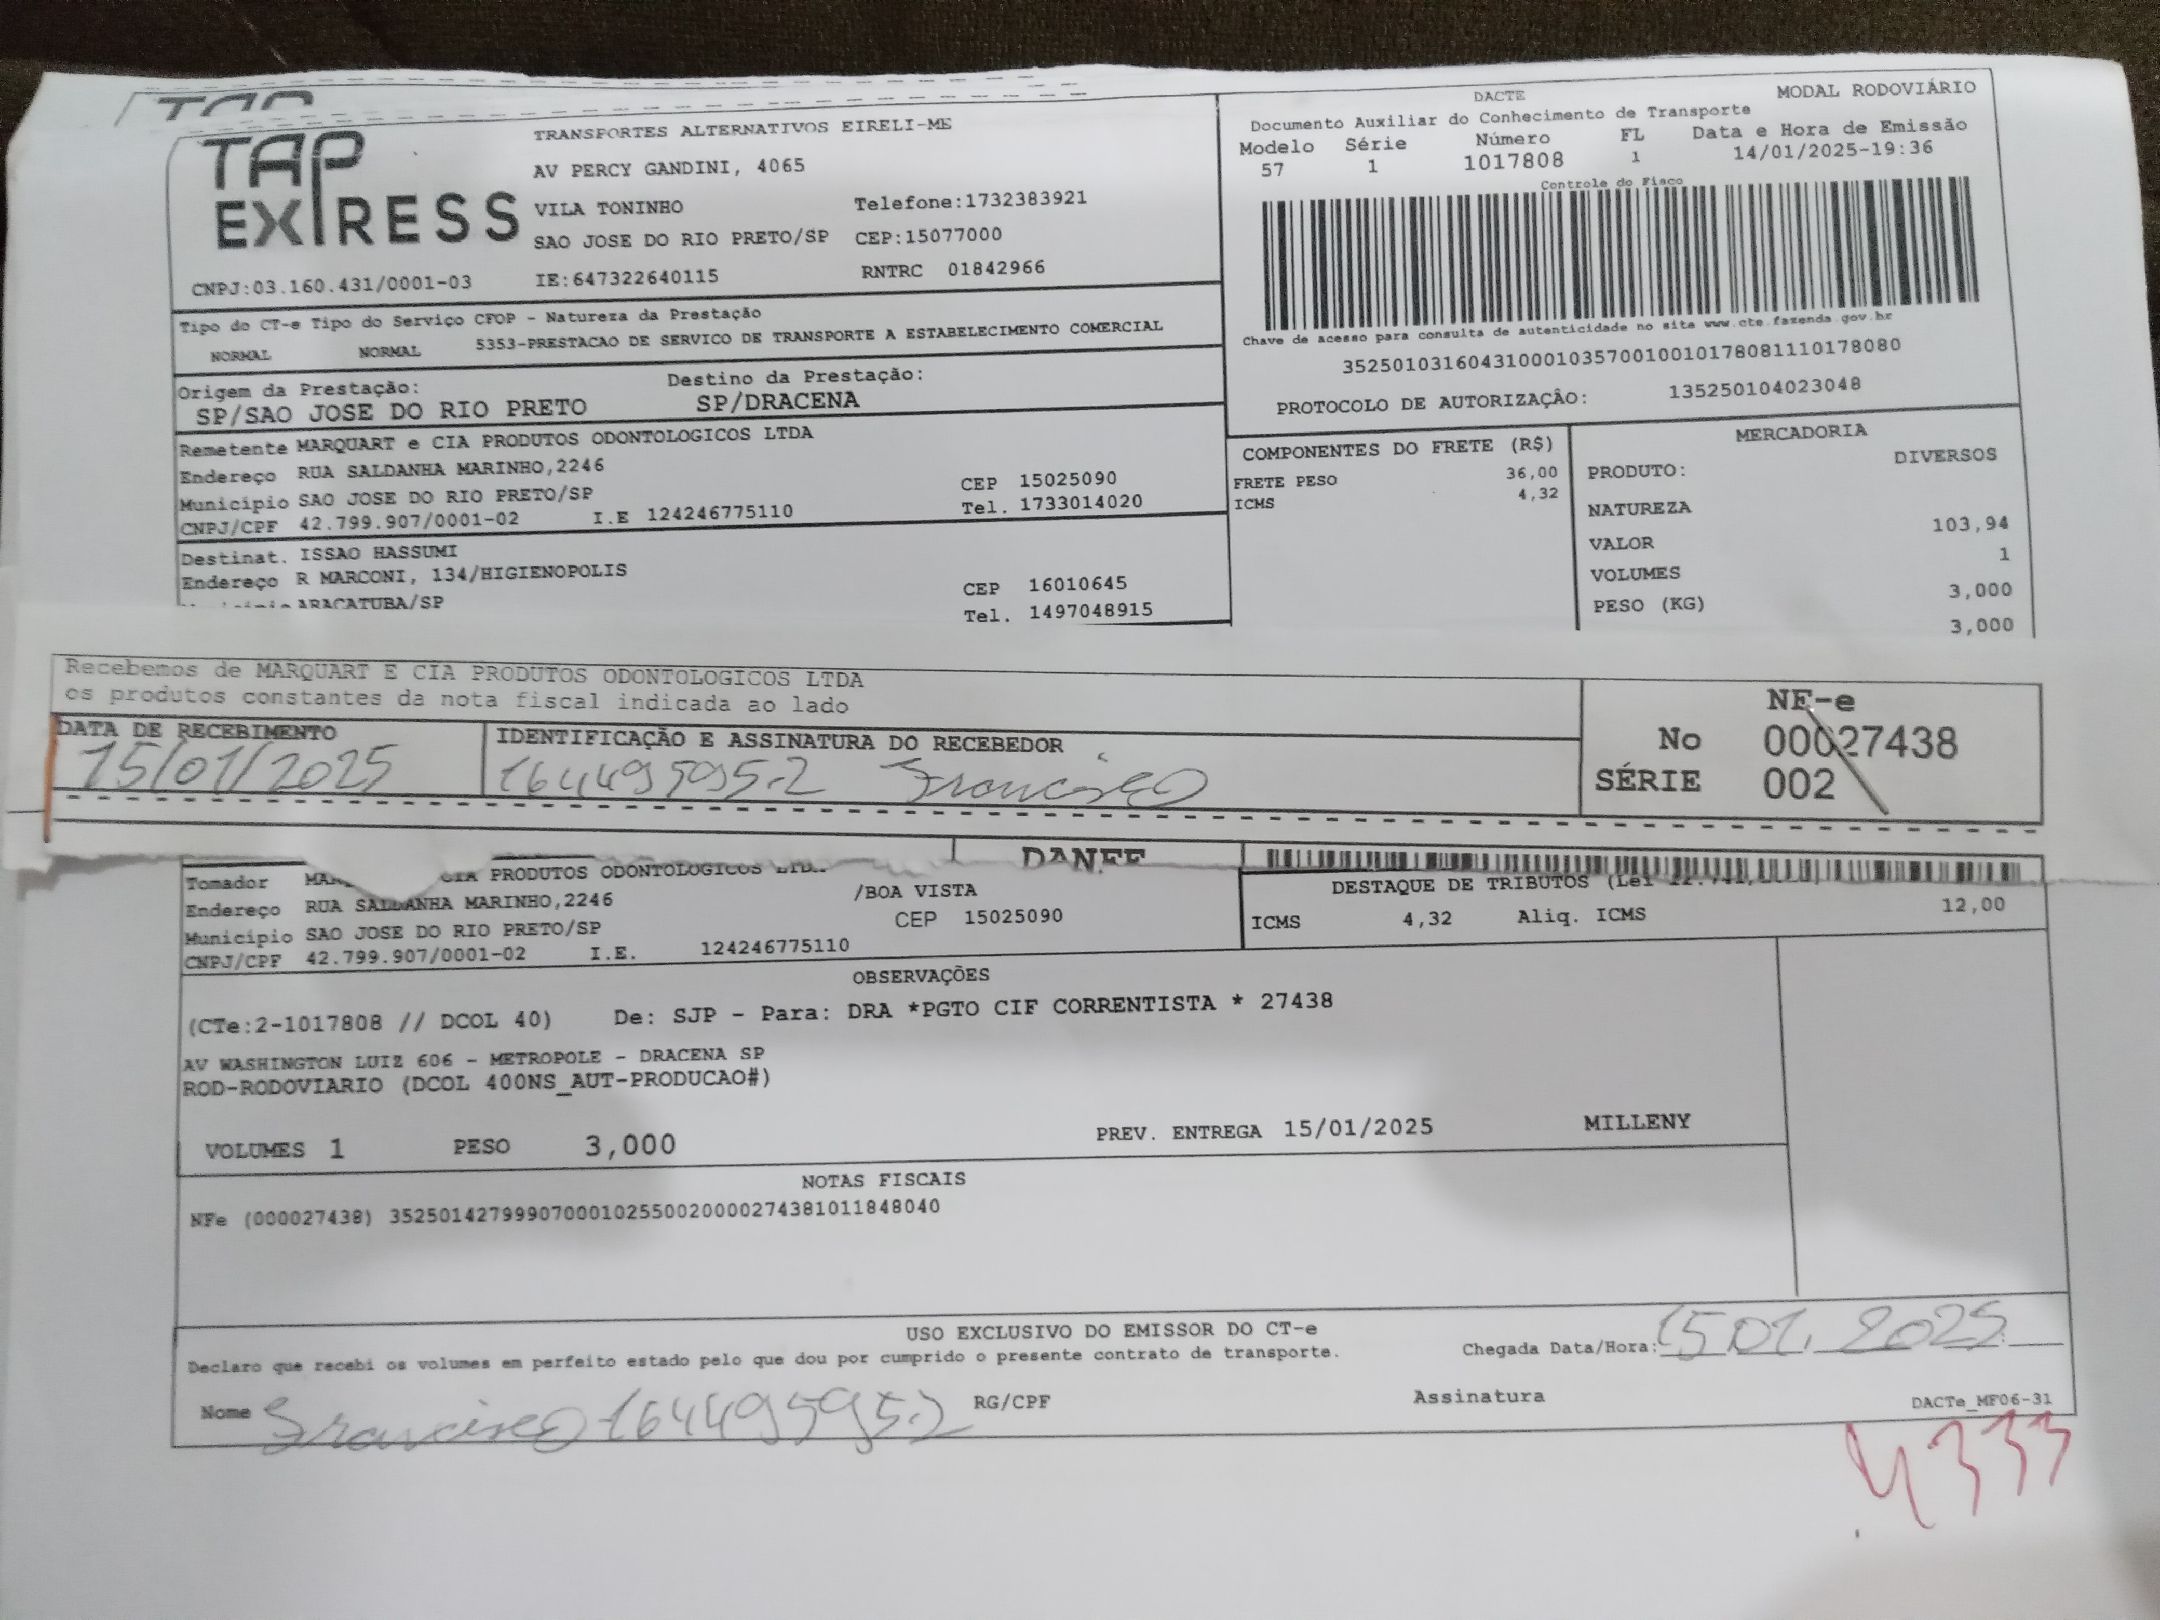 TAP
EXPRESS
TRANSPORTES ALTERNATIVOS EIRELI-ME
AV PERCY GANDINI, 4065
VILA TONINHO Telefone:1732383921
SAO JOSE DO RIO PRETO/SP CEP:15077000
CNPJ:03.160.431/0001-03 IE:647322640115 RNTRC 01842966
DACTE MODAL RODOVIÁRIO
Documento Auxiliar do Conhecimento de Transporte
Modelo Série Número FL Data e Hora de Emissão
57 1 1017808 1 14/01/2025-19:36
Controle do Fisco
Chave de acesso para consulta de autenticidade no site www.cte.fazenda.gov.br
35250103160431000103570010010178081110178080
PROTOCOLO DE AUTORIZAÇÂO: 135250104023048
Tipo do CT-e Tipo do Serviço CFOP - Natureza da Prestação
NORMAL NORMAL 5353-PRESTACAO DE SERVICO DE TRANSPORTE A ESTABELECIMENTO COMERCIAL
Origem da Prestação: Destino da Prestação:
SP/SAO JOSE DO RIO PRETO SP/DRACENA
Remetente MARQUART e CIA PRODUTOS ODONTOLOGICOS LTDA
Endereço RUA SALDANHA MARINHO,2246
Município SAO JOSE DO RIO PRETO/SP CEP 15025090
CNPJ/CPF 42.799.907/0001-02 I.E 124246775110 Tel. 1733014020
Destinat. ISSAO HASSUMI
Endereço R MARCONI, 134/HIGIENOPOLIS
ARACATUBA/SP CEP 16010645
Tel. 1497048915
COMPONENTES DO FRETE (R$)
FRETE PESO 36,00
ICMS 4,32
MERCADORIA
PRODUTO: DIVERSOS
NATUREZA
VALOR 103,94
VOLUMES 1
PESO (KG) 3,000
3,000
Recebemos de MARQUART E CIA PRODUTOS ODONTOLOGICOS LTDA
os produtos constantes da nota fiscal indicada ao lado
DATA DE RECEBIMENTO IDENTIFICAÇÃO E ASSINATURA DO RECEBEDOR
15/01/2025 164495952 Francisco
NF-e
No 00027438
SÉRIE 002
DANFE
Tomador CIA PRODUTOS ODONTOLOGICOS
Endereço RUA SALDANHA MARINHO,2246 /BOA VISTA
Município SAO JOSE DO RIO PRETO/SP CEP 15025090
CNPJ/CPF 42.799.907/0001-02 I.E. 124246775110
DESTAQUE DE TRIBUTOS (Lei
ICMS 4,32 Aliq. ICMS 12,00
OBSERVAÇÕES
(CTe:2-1017808 // DCOL 40) De: SJP - Para: DRA *PGTO CIF CORRENTISTA * 27438
AV WASHINGTON LUIZ 606 - METROPOLE - DRACENA SP
ROD-RODOVIARIO (DCOL 400NS_AUT-PRODUCAO#)
VOLUMES 1 PESO 3,000 PREV. ENTREGA 15/01/2025 MILLENY
NOTAS FISCAIS
NFe (000027438) 35250142799907000102550020000274381011848040
USO EXCLUSIVO DO EMISSOR DO CT-e
Declaro que recebi os volumes em perfeito estado pelo que dou por cumprido o presente contrato de transporte. Chegada Data/Hora: 15 01. 2025
Nome Francisco 164495952 RG/CPF Assinatura DACTe_MF06-31
4333